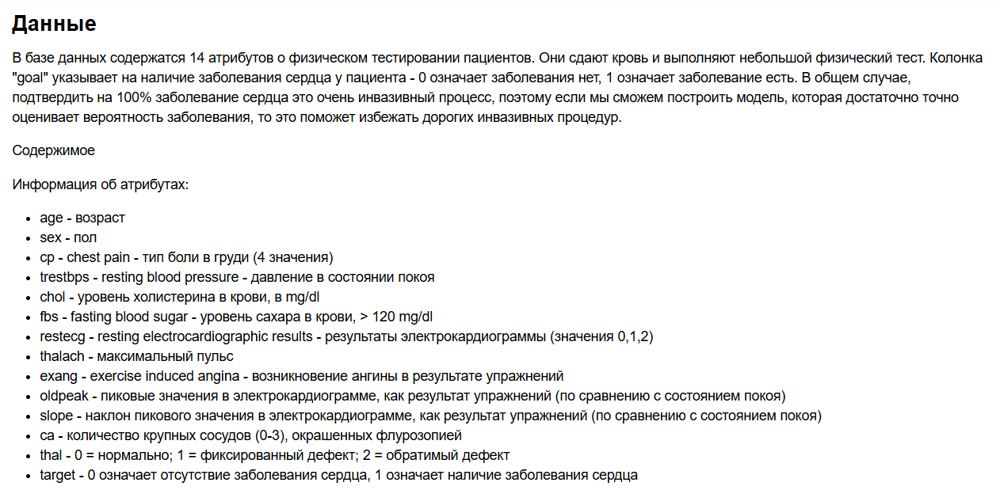 Данные
В базе данных содержатся 14 атрибутов о физическом тестировании пациентов. Они сдают кровь и выполняют небольшой физический тест. Колонка
"goal" указывает на наличие заболевания сердца у пациента - 0 означает заболевания нет, 1 означает заболевание есть. В общем случае,
подтвердить на 100% заболевание сердца это очень инвазивный процесс, поэтому если мы сможем построить модель, которая достаточно точно
оценивает вероятность заболевания, то это поможет избежать дорогих инвазивных процедур.
Содержимое
Информация об атрибутах:
• age - возраст
• sex - пол
• cp - chest pain - тип боли в груди (4 значения)
• trestbps - resting blood pressure - давление в состоянии покоя
• chol - уровень холистерина в крови, в mg/dl
• fbs - fasting blood sugar - уровень сахара в крови, > 120 mg/dl
• restecg - resting electrocardiographic results - результаты электрокардиограммы (значения 0,1,2)
• thalach - максимальный пульс
• exang - exercise induced angina - возникновение ангины в результате упражнений
• oldpeak - пиковые значения в электрокардиограмме, как результат упражнений (по сравнению с состоянием покоя)
• slope - наклон пикового значения в электрокардиограмме, как результат упражнений (по сравнению с состоянием покоя)
• ca - количество крупных сосудов (0-3), окрашенных флурозопией
• thal - 0 = нормально; 1 = фиксированный дефект; 2 = обратимый дефект
• target - 0 означает отсутствие заболевания сердца, 1 означает наличие заболевания сердца